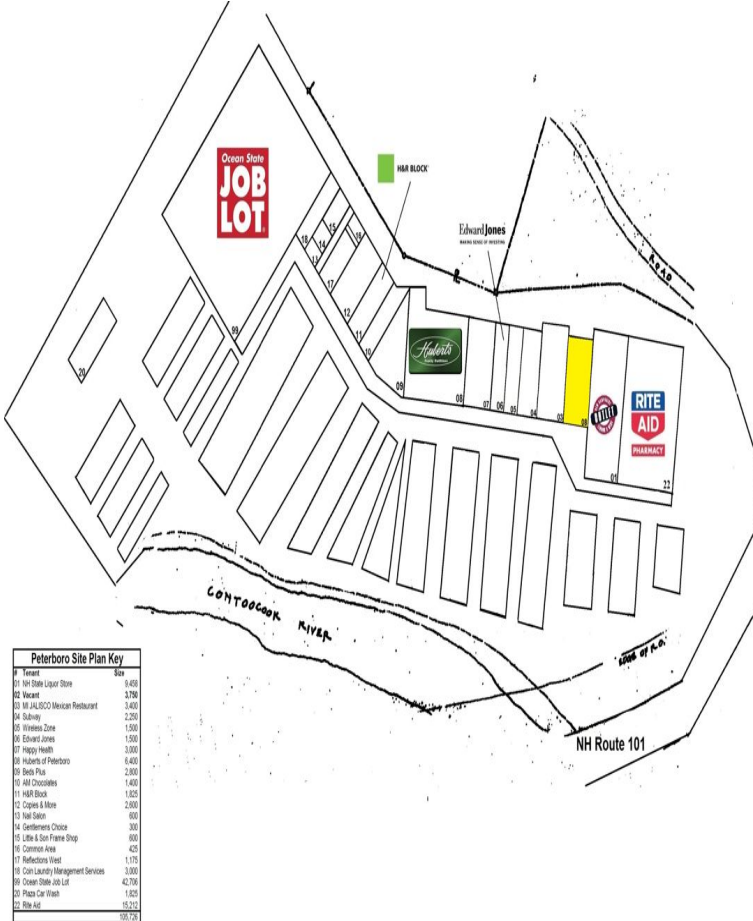 Ocean State
JOB
LOT
H&R BLOCK
Edward Jones
MAKING SENSE OF INVESTING
ROAD
Huberts
OUTLET
RITE
AID
PHARMACY
18
14
15
16
13
17
12
11
10
99
09
08
07
06
05
04
03
01
22
20
CONTOOCOOK RIVER
EDGE OF R.O.
NH Route 101
Peterboro Site Plan Key
# Tenant Size
01 NH State Liquor Store 9,458
02 Vacant 3,750
03 MI JALISCO Mexican Restaurant 3,400
04 Subway 2,250
05 Wireless Zone 1,500
06 Edward Jones 1,500
07 Happy Health 3,000
08 Huberts of Peterboro 6,400
09 Beds Plus 2,800
10 AM Chocolates 1,400
11 H&R Block 1,825
12 Copies & More 2,600
13 Nail Salon 600
14 Gentlemens Choice 300
15 Little & Son Frame Shop 600
16 Common Area 425
17 Reflections West 1,175
18 Coin Laundry Management Services 3,000
99 Ocean State Job Lot 42,706
20 Plaza Car Wash 1,825
22 Rite Aid 15,212
105,726